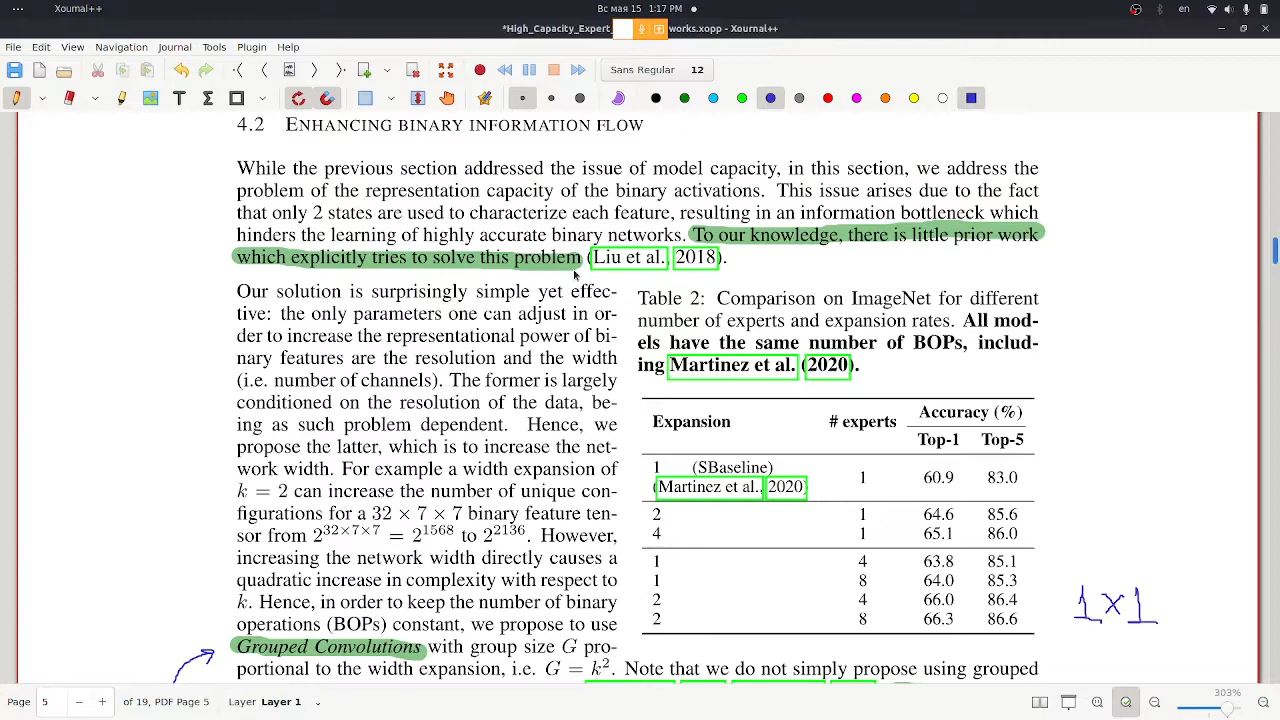 Xournal++
Вс мая 15 1:17 PM
en
*High_Capacity_Expert_
works.xopp - Xournal++
File Edit View Navigation Journal Tools Plugin Help
Sans Regular 12
4.2 ENHANCING BINARY INFORMATION FLOW
While the previous section addressed the issue of model capacity, in this section, we address the
problem of the representation capacity of the binary activations. This issue arises due to the fact
that only 2 states are used to characterize each feature, resulting in an information bottleneck which
hinders the learning of highly accurate binary networks. To our knowledge, there is little prior work
which explicitly tries to solve this problem (Liu et al., 2018).
Our solution is surprisingly simple yet effec-
tive: the only parameters one can adjust in or-
der to increase the representational power of bi-
nary features are the resolution and the width
(i.e. number of channels). The former is largely
conditioned on the resolution of the data, be-
ing as such problem dependent. Hence, we
propose the latter, which is to increase the net-
work width. For example a width expansion of
k = 2 can increase the number of unique con-
figurations for a 32 × 7 × 7 binary feature ten-
sor from 2^{32×7×7} = 2^{1568} to 2^{2136}. However,
increasing the network width directly causes a
quadratic increase in complexity with respect to
k. Hence, in order to keep the number of binary
operations (BOPs) constant, we propose to use
Grouped Convolutions with group size G pro-
portional to the width expansion, i.e. G = k^2. Note that we do not simply propose using grouped
Table 2: Comparison on ImageNet for different
number of experts and expansion rates. All mod-
els have the same number of BOPs, includ-
ing Martinez et al. (2020).
Expansion # experts Accuracy (%)
Top-1 Top-5
1 (SBaseline)
(Martinez et al., 2020) 1 60.9 83.0
2 1 64.6 85.6
4 1 65.1 86.0
1 4 63.8 85.1
1 8 64.0 85.3
2 4 66.0 86.4
2 8 66.3 86.6
1 x 1
Page 5 of 19, PDF Page 5 Layer Layer 1 303%